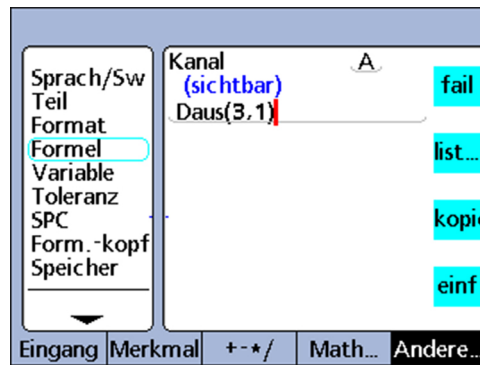 Sprach/Sw
Teil
Format
Formel
Variable
Toleranz
SPC
Form.-kopf
Speicher
Kanal A
(sichtbar)
Daus(3,1)
fail
list...
kopie
einf
Eingang Merkmal +-*/ Math... Andere...